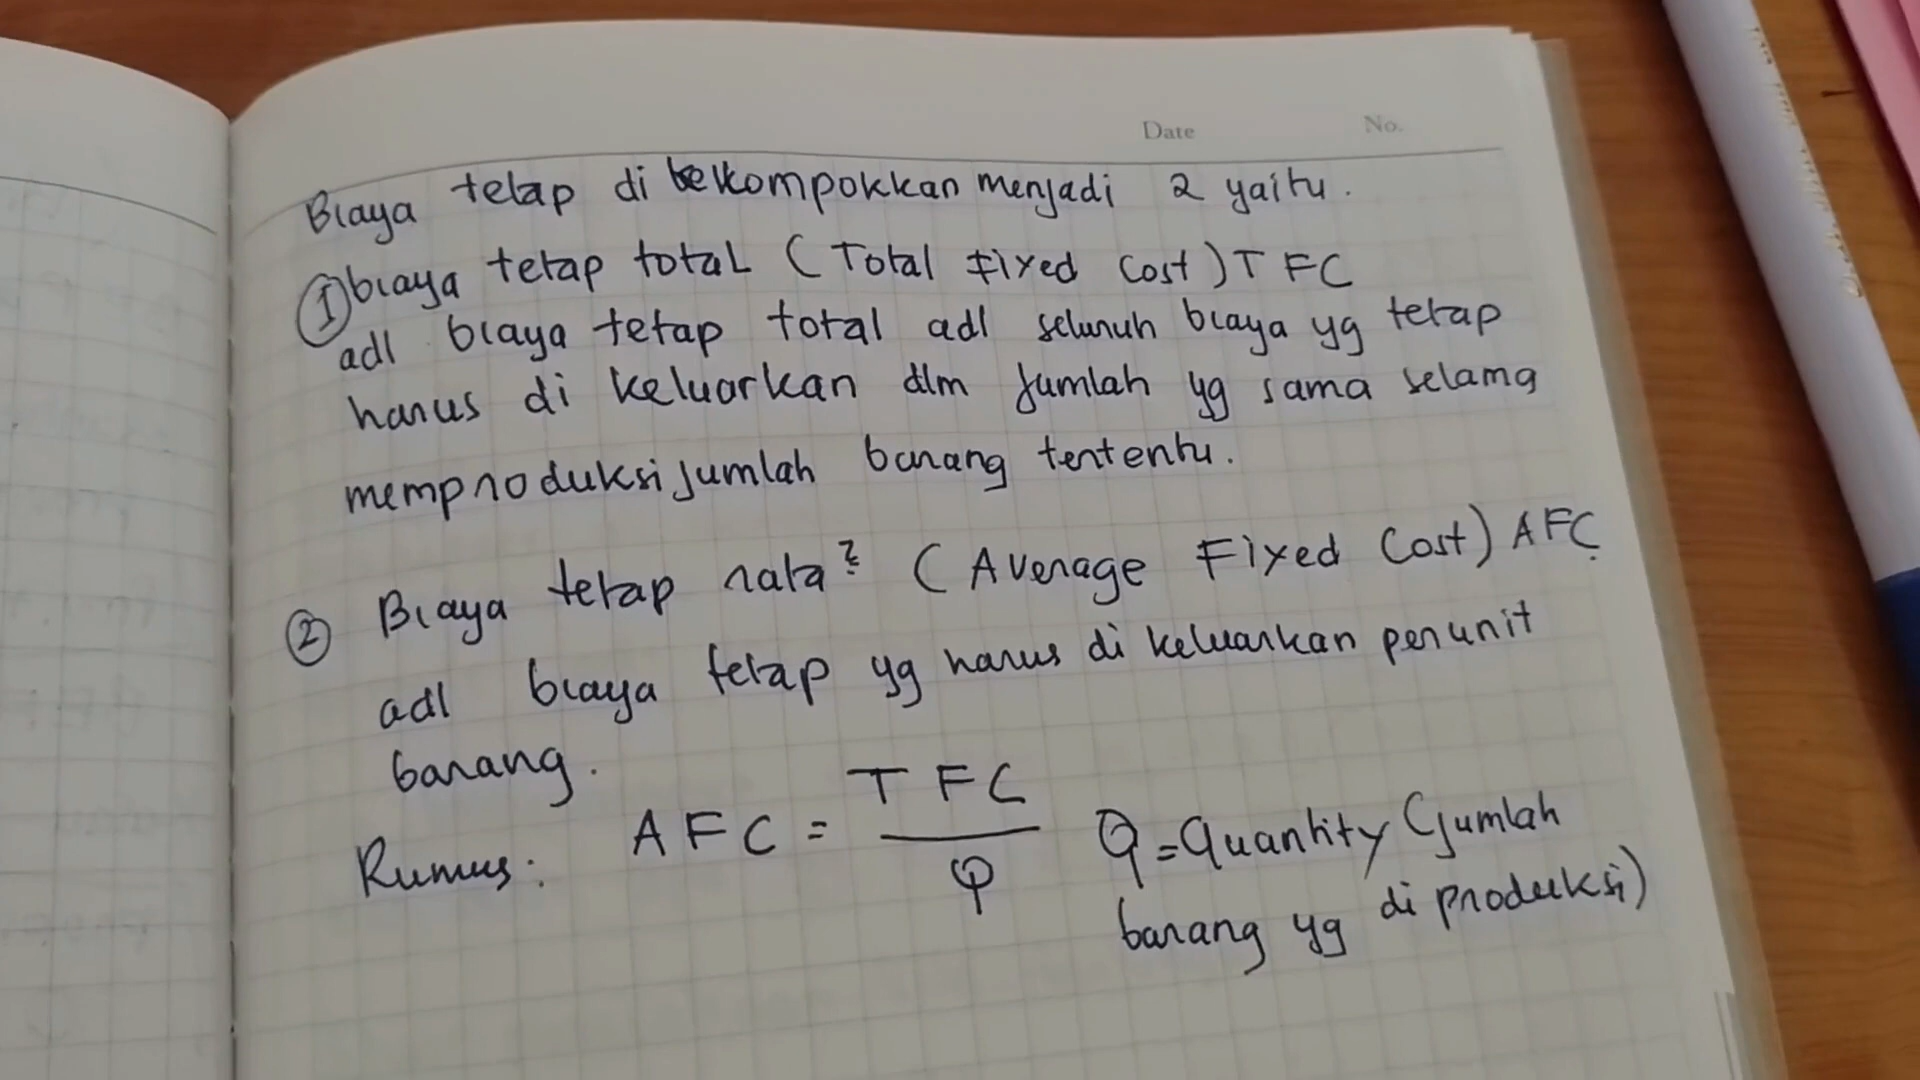 Date No.
Biaya tetap di kekompokkan menjadi 2 yaitu.
① biaya tetap total (Total Fixed Cost) TFC
adl biaya tetap total adl seluruh biaya yg tetap
harus di keluarkan dlm jumlah yg sama selama
memproduksi jumlah barang tertentu.
② Biaya tetap rata² (Average Fixed Cost) AFC
adl biaya tetap yg harus di keluarkan per unit
barang.
Rumus: AFC = TFC / Q Q = Quantity (jumlah
barang yg di produksi)